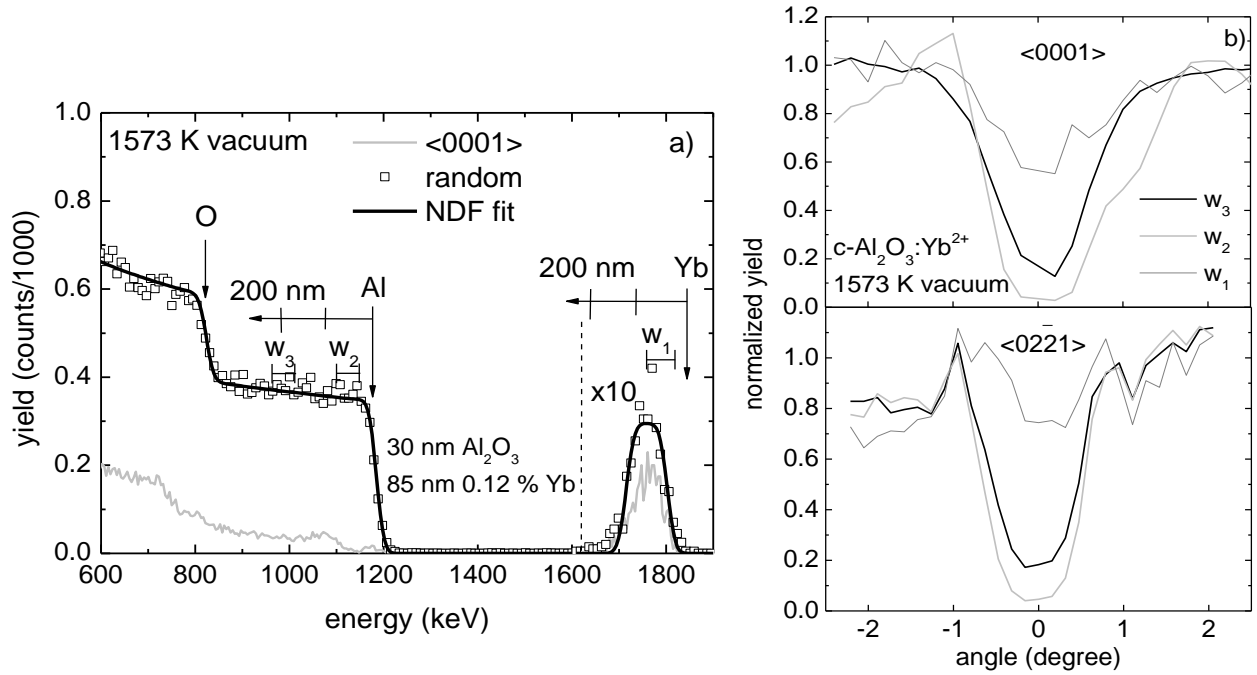 1573 K vacuum
a)
<0001>
random
NDF fit
O
200 nm
Al
200 nm
Yb
w3
w2
w1
x10
30 nm Al2O3
85 nm 0.12 % Yb
yield (counts/1000)
1.0
0.8
0.6
0.4
0.2
0.0
600 800 1000 1200 1400 1600 1800
energy (keV)
b)
<0001>
w3
w2
w1
c-Al2O3:Yb2+
1573 K vacuum
<02̄21>
normalized yield
1.2
1.0
0.8
0.6
0.4
0.2
0.0
1.0
0.8
0.6
0.4
0.2
0.0
-2 -1 0 1 2
angle (degree)